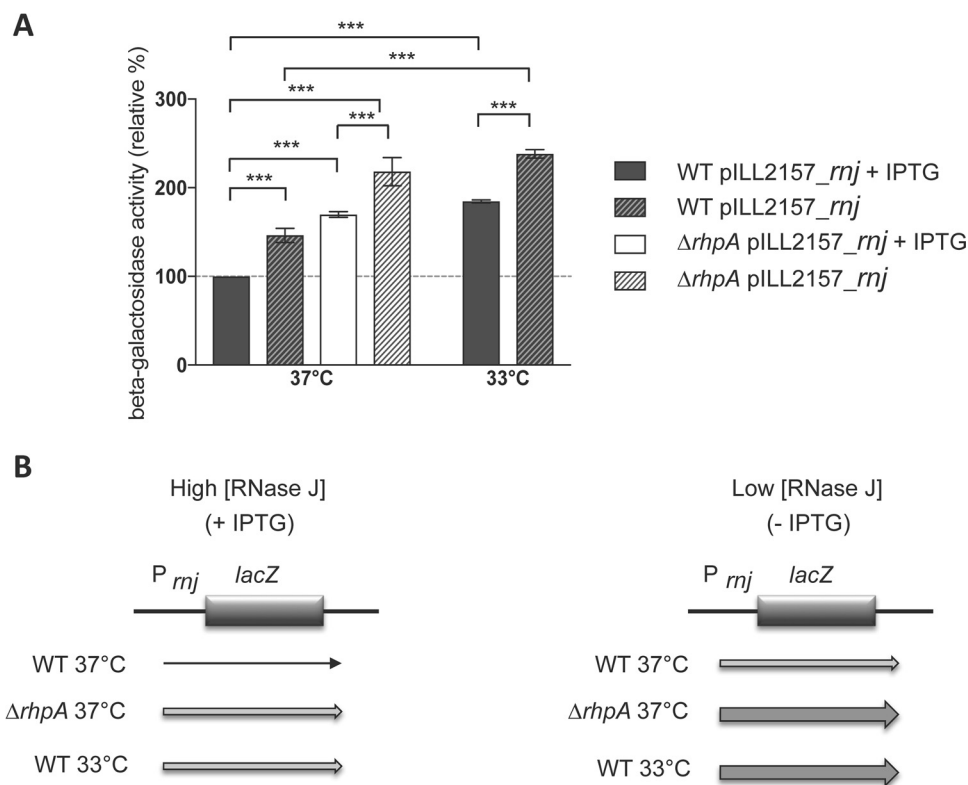 A
beta-galactosidase activity (relative %)
300
200
100
0
***
***
***
***
***
***
***
37°C
33°C
WT pILL2157_rnj + IPTG
WT pILL2157_rnj
ΔrhpA pILL2157_rnj + IPTG
ΔrhpA pILL2157_rnj
B
High [RNase J]
(+ IPTG)
P rnj lacZ
WT 37°C
ΔrhpA 37°C
WT 33°C
Low [RNase J]
(- IPTG)
P rnj lacZ
WT 37°C
ΔrhpA 37°C
WT 33°C